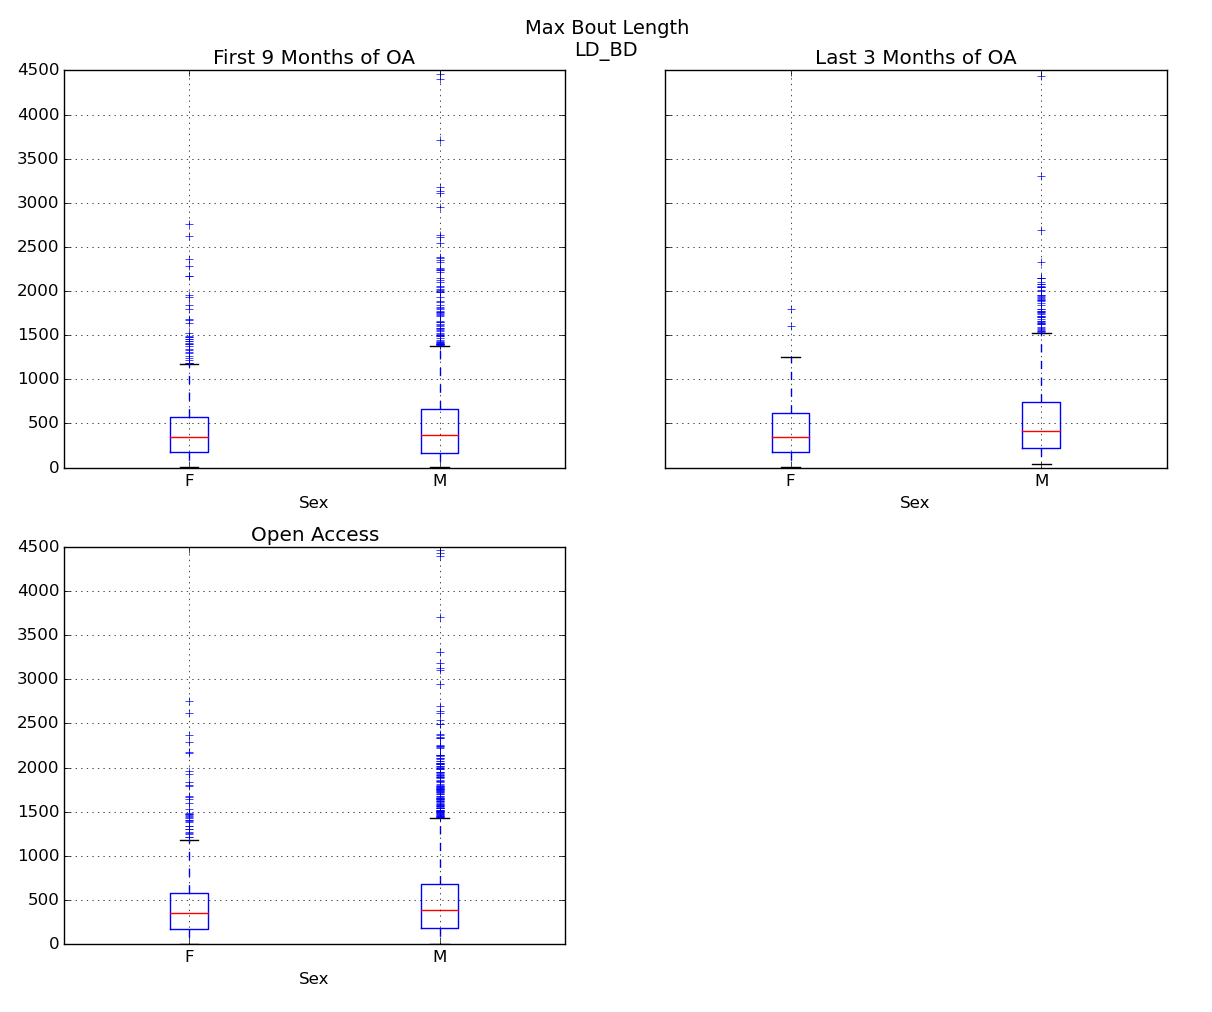 Max Bout Length
LD_BD
First 9 Months of OA
Last 3 Months of OA
4500
4000
3500
3000
2500
2000
1500
1000
500
0
F
M
F
M
Sex
Sex
Open Access
4500
4000
3500
3000
2500
2000
1500
1000
500
0
F
M
Sex